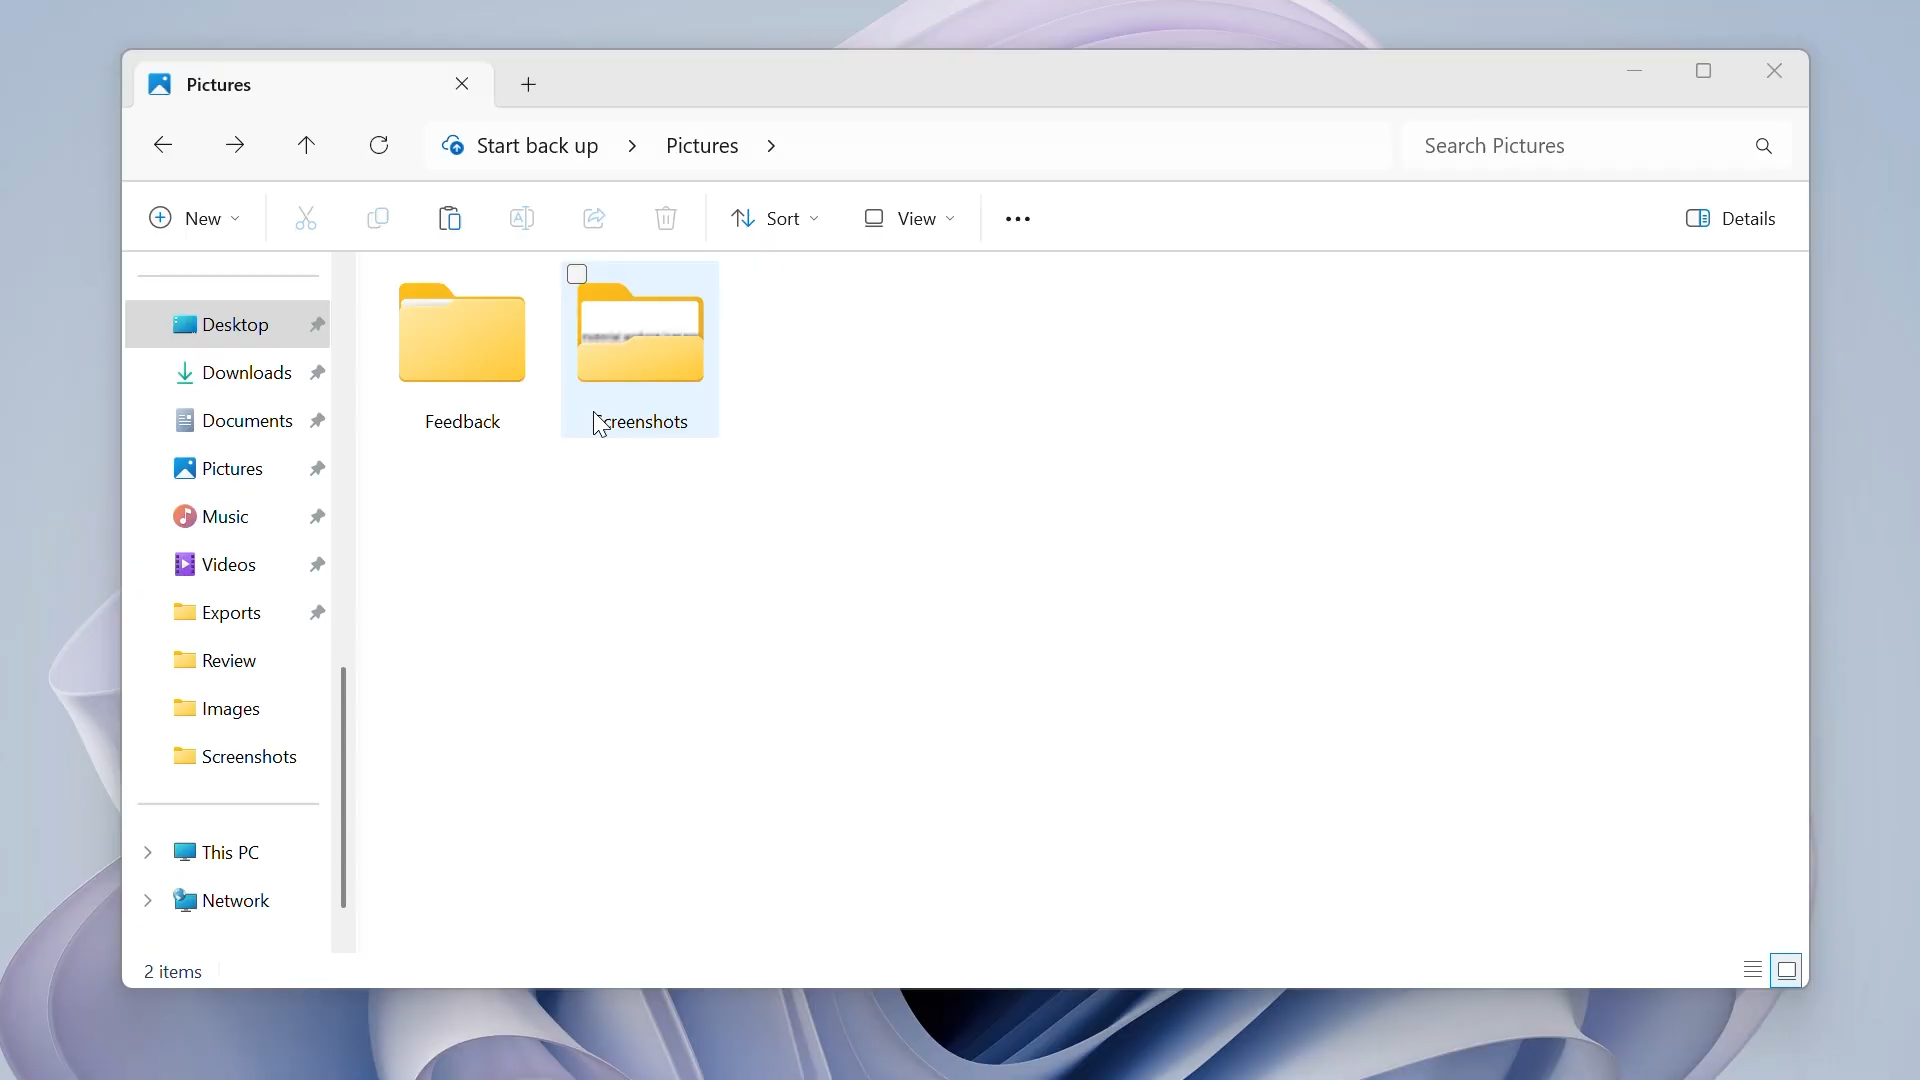 Pictures
Start back up > Pictures >
Search Pictures
New
Sort
View
Details
Desktop
Downloads
Documents
Pictures
Music
Videos
Exports
Review
Images
Screenshots
This PC
Network
Feedback
Screenshots
2 items